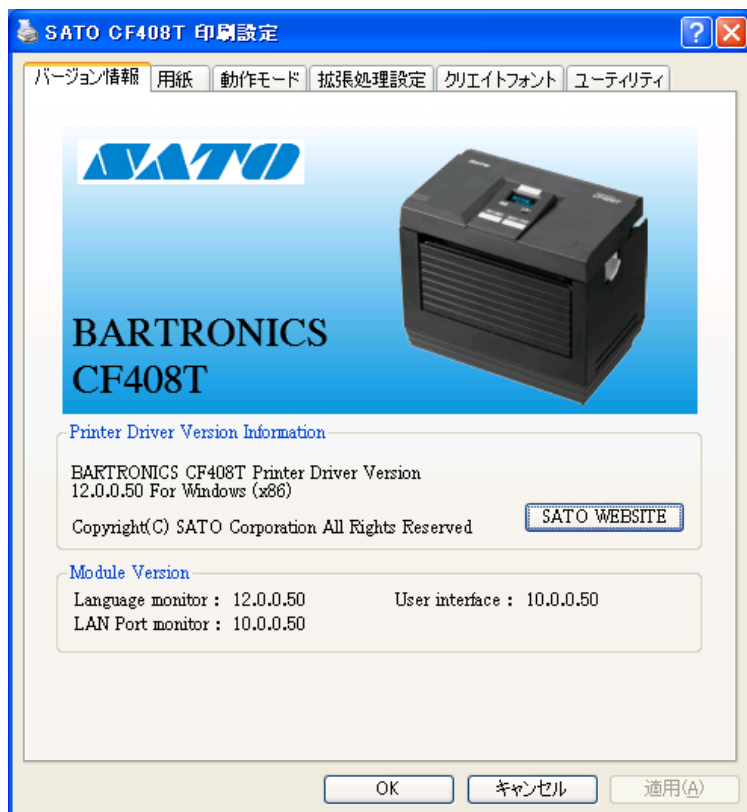 SATO CF408T 印刷設定
バージョン情報 用紙 動作モード 拡張処理設定 クリエイトフォント ユーティリティ
SATO
BARTRONICS
CF408T
Printer Driver Version Information
BARTRONICS CF408T Printer Driver Version
12.0.0.50 For Windows (x86)
Copyright(C) SATO Corporation All Rights Reserved
SATO WEBSITE
Module Version
Language monitor : 12.0.0.50 User interface : 10.0.0.50
LAN Port monitor : 10.0.0.50
OK キャンセル 適用(A)